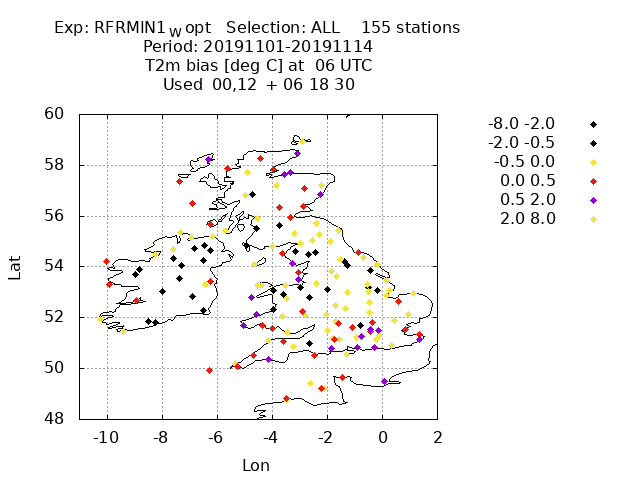 Exp: RFRMIN1_W opt   Selection: ALL    155 stations
Period: 20191101-20191114
T2m bias [deg C] at  06 UTC
Used  00,12  + 06 18 30
60
58
56
54
52
50
48
Lat
-10 -8 -6 -4 -2 0 2
Lon
-8.0 -2.0
-2.0 -0.5
-0.5 0.0
0.0 0.5
0.5 2.0
2.0 8.0